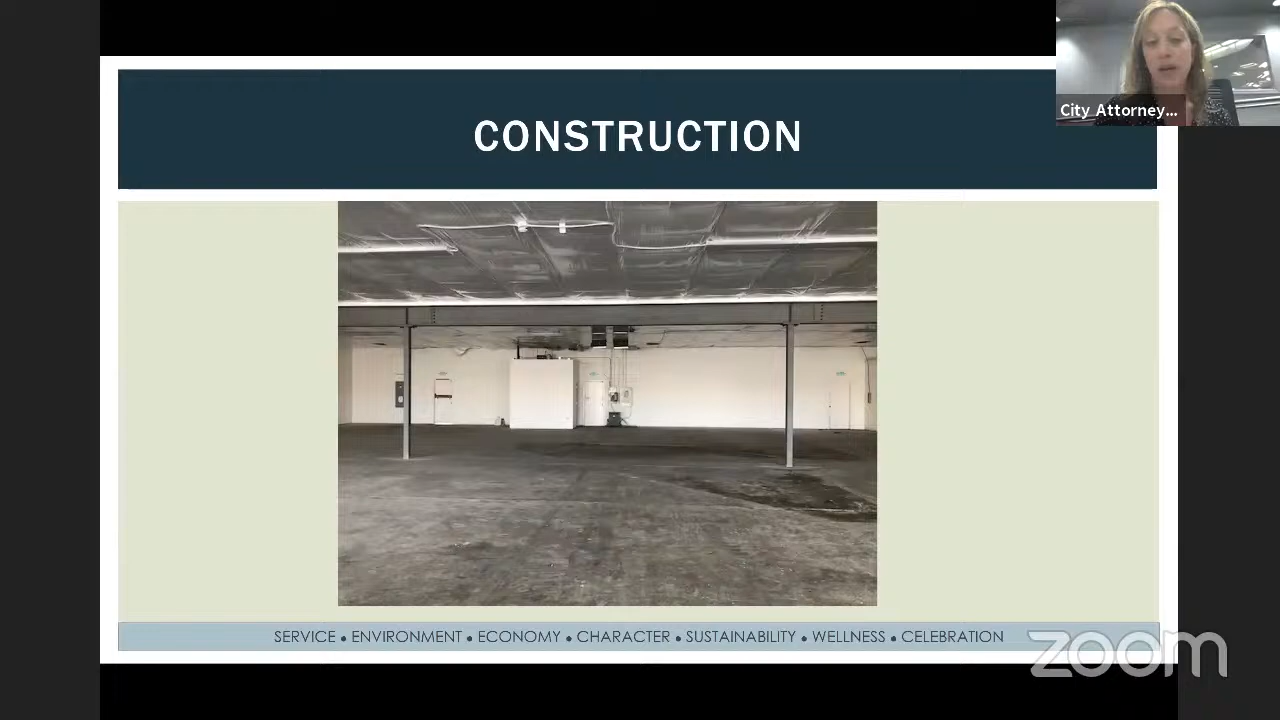 CONSTRUCTION
City Attorney...
SERVICE • ENVIRONMENT • ECONOMY • CHARACTER • SUSTAINABILITY • WELLNESS • CELEBRATION
zoom